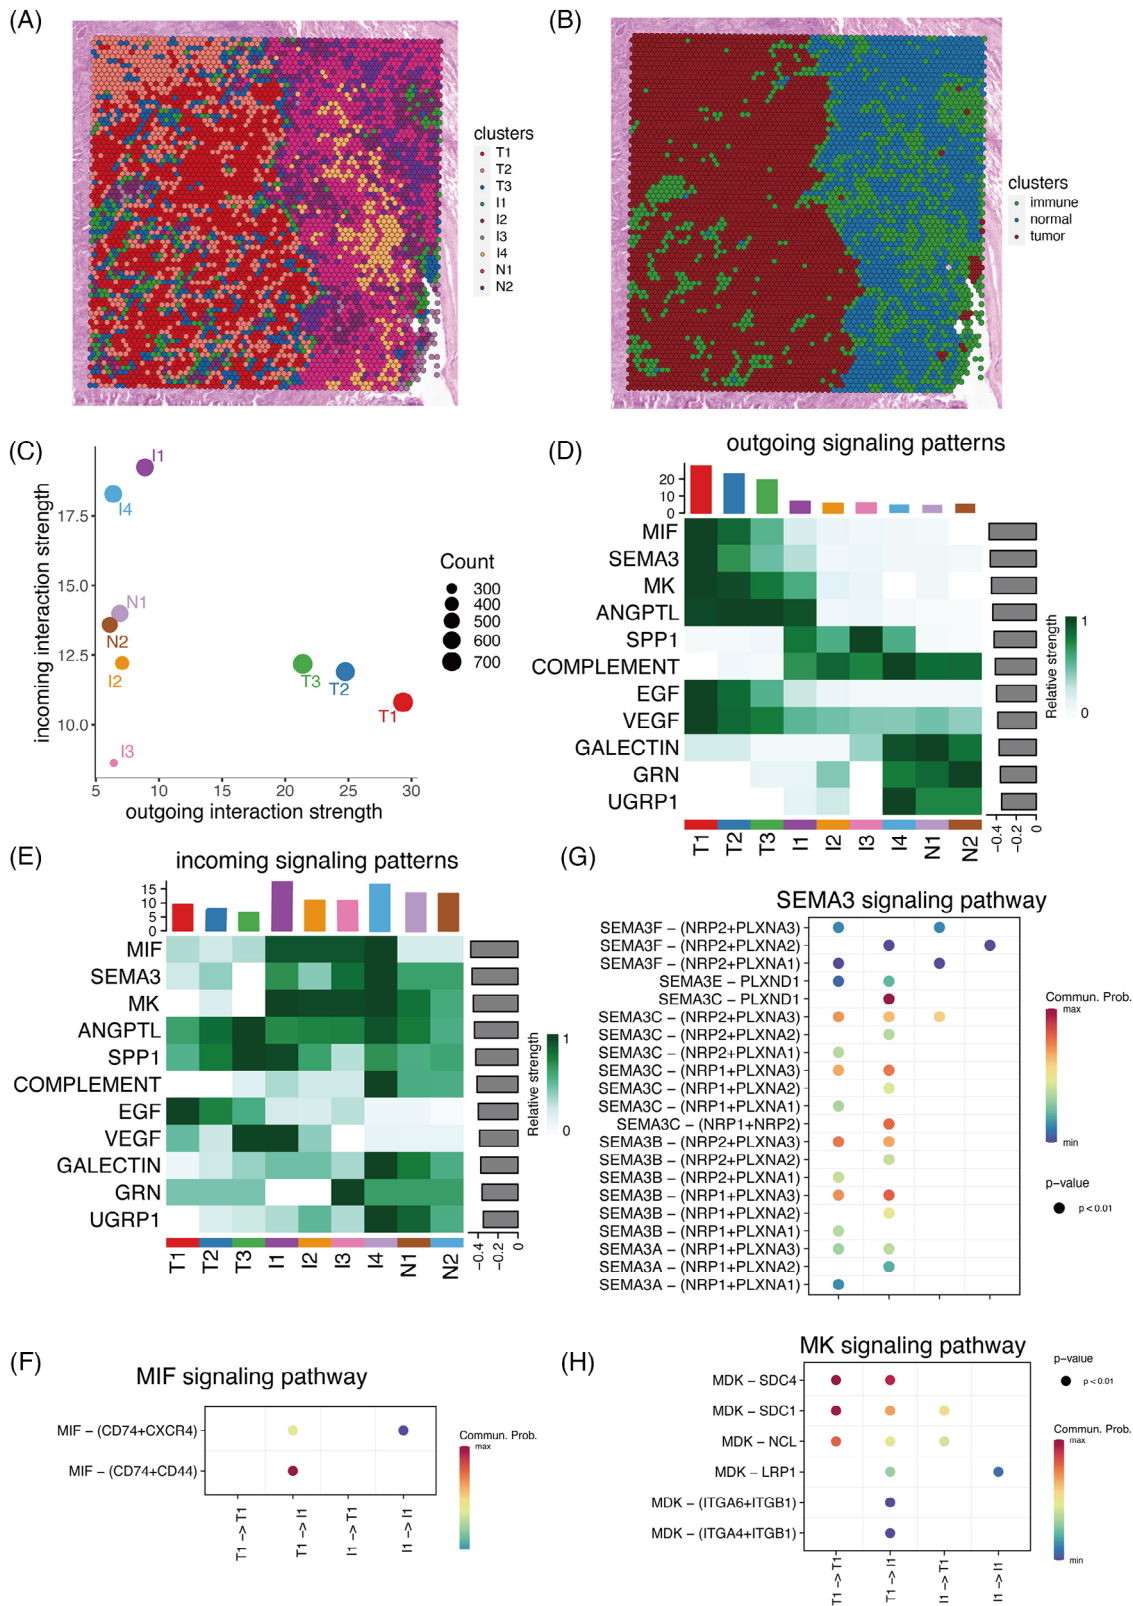 (A)
clusters
T1
T2
T3
I1
I2
I3
I4
N1
N2
(B)
clusters
immune
normal
tumor
(C)
incoming interaction strength
17.5
15.0
12.5
10.0
I1
I4
N1
N2
I2
I3
T3
T2
T1
5
10
15
20
25
30
outgoing interaction strength
Count
300
400
500
600
700
(D)
outgoing signaling patterns
20
10
0
MIF
SEMA3
MK
ANGPTL
SPP1
COMPLEMENT
EGF
VEGF
GALECTIN
GRN
UGRP1
T1
T2
T3
I1
I2
I3
I4
N1
N2
−0.4
−0.2
0
Relative strength
1
0
(E)
incoming signaling patterns
15
10
5
0
MIF
SEMA3
MK
ANGPTL
SPP1
COMPLEMENT
EGF
VEGF
GALECTIN
GRN
UGRP1
T1
T2
T3
I1
I2
I3
I4
N1
N2
−0.4
−0.2
0
Relative strength
1
0
(G)
SEMA3 signaling pathway
SEMA3F − (NRP2+PLXNA3)
SEMA3F − (NRP2+PLXNA2)
SEMA3F − (NRP2+PLXNA1)
SEMA3E − PLXND1
SEMA3C − PLXND1
SEMA3C − (NRP2+PLXNA3)
SEMA3C − (NRP2+PLXNA2)
SEMA3C − (NRP2+PLXNA1)
SEMA3C − (NRP1+PLXNA3)
SEMA3C − (NRP1+PLXNA2)
SEMA3C − (NRP1+PLXNA1)
SEMA3C − (NRP1+NRP2)
SEMA3B − (NRP2+PLXNA3)
SEMA3B − (NRP2+PLXNA2)
SEMA3B − (NRP2+PLXNA1)
SEMA3B − (NRP1+PLXNA3)
SEMA3B − (NRP1+PLXNA2)
SEMA3B − (NRP1+PLXNA1)
SEMA3A − (NRP1+PLXNA3)
SEMA3A − (NRP1+PLXNA2)
SEMA3A − (NRP1+PLXNA1)
Commun. Prob.
max
min
p−value
p < 0.01
(F)
MIF signaling pathway
MIF − (CD74+CXCR4)
MIF − (CD74+CD44)
T1 −> T1
T1 −> I1
I1 −> T1
I1 −> I1
Commun. Prob.
max
(H)
MK signaling pathway
MDK − SDC4
MDK − SDC1
MDK − NCL
MDK − LRP1
MDK − (ITGA6+ITGB1)
MDK − (ITGA4+ITGB1)
T1 −> T1
T1 −> I1
I1 −> T1
I1 −> I1
p−value
p < 0.01
Commun. Prob.
max
min